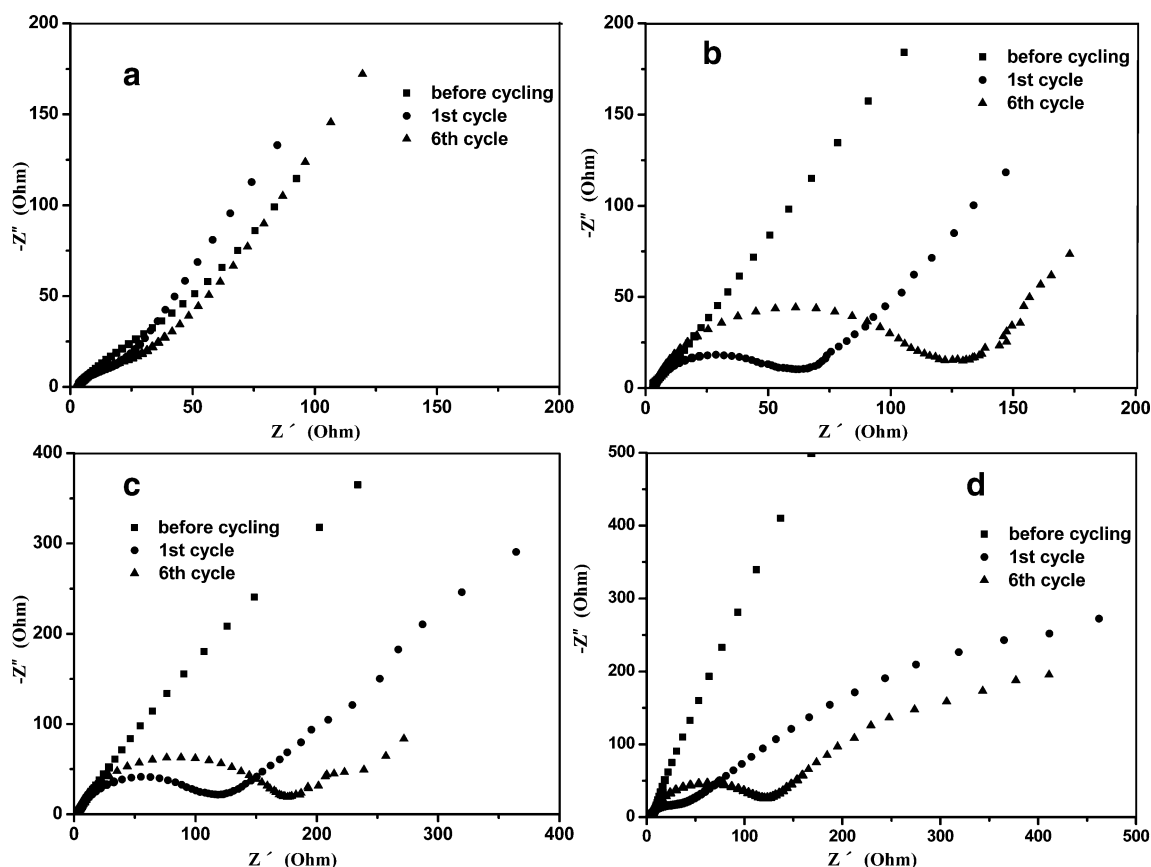 a
before cycling
1st cycle
6th cycle
200
150
100
50
0
-Z" (Ohm)
0 50 100 150 200
Z´ (Ohm)
b
before cycling
1st cycle
6th cycle
200
150
100
50
0
-Z" (Ohm)
0 50 100 150 200
Z´ (Ohm)
c
before cycling
1st cycle
6th cycle
400
300
200
100
0
-Z" (Ohm)
0 100 200 300 400
Z´ (Ohm)
d
before cycling
1st cycle
6th cycle
500
400
300
200
100
0
-Z" (Ohm)
0 100 200 300 400 500
Z´ (Ohm)